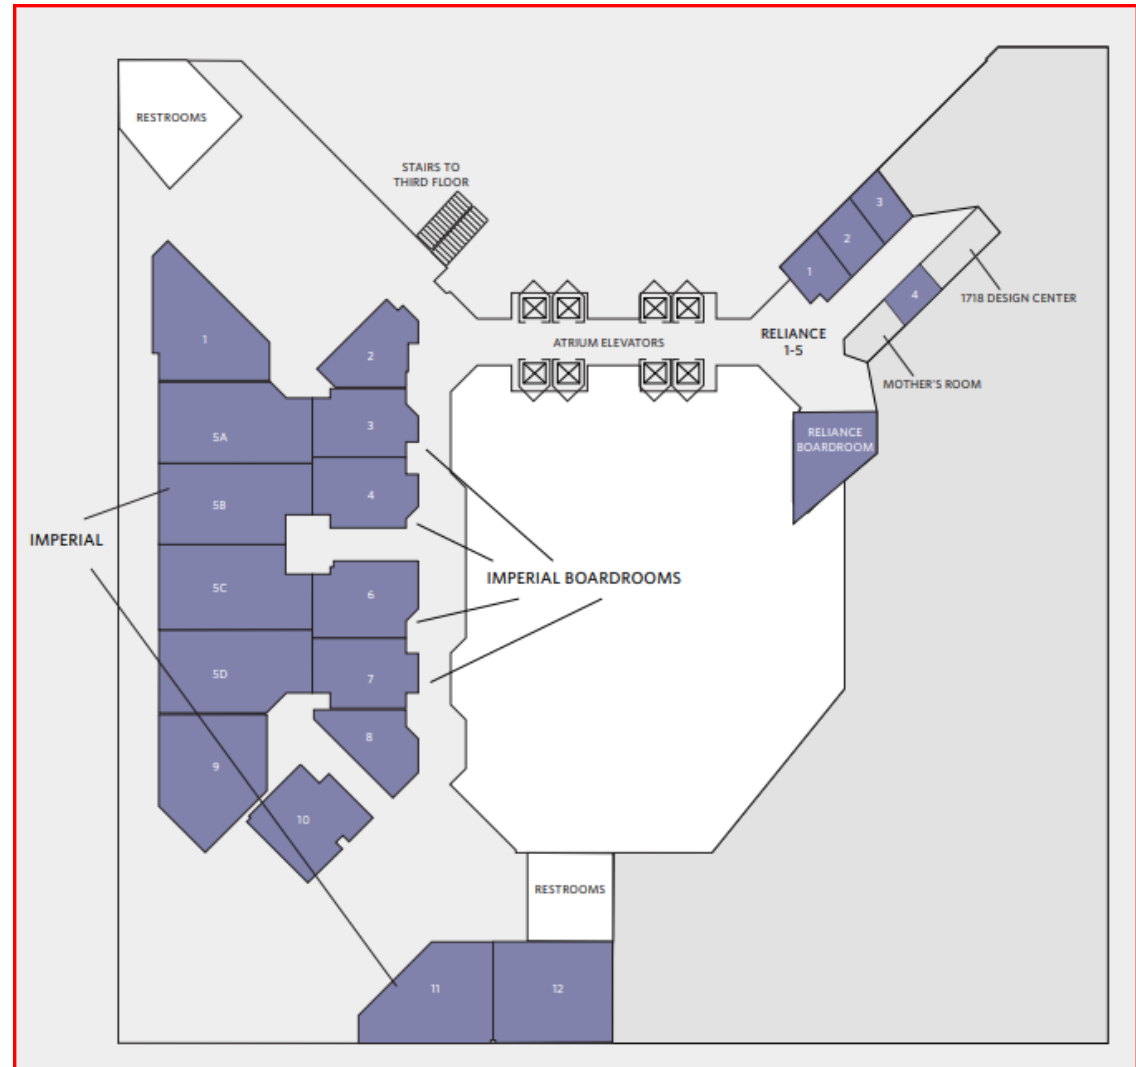 RESTROOMS
STAIRS TO
THIRD FLOOR
3
2
1
4
1718 DESIGN CENTER
RELIANCE
1-5
ATRIUM ELEVATORS
MOTHER'S ROOM
RELIANCE
BOARDROOM
1
2
3
5A
4
5B
IMPERIAL
IMPERIAL BOARDROOMS
5C
6
5D
7
8
9
10
RESTROOMS
11
12